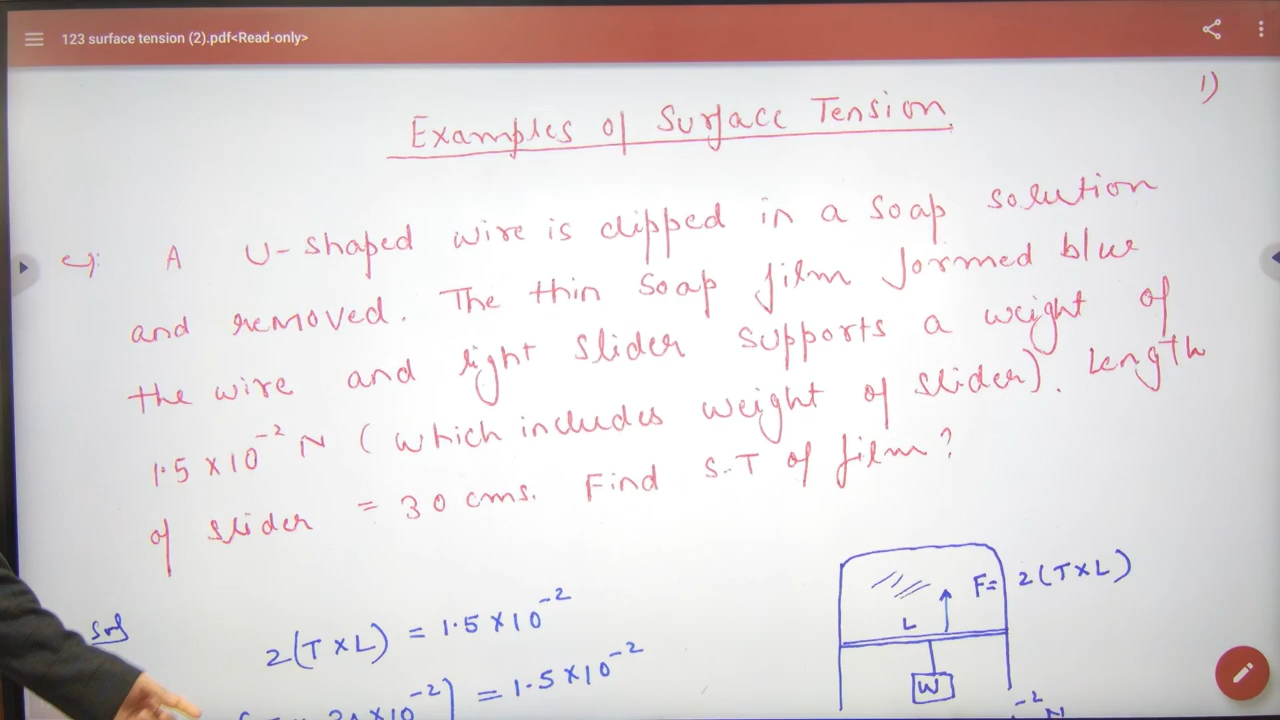 123 surface tension (2).pdf<Read-only>
1)
Examples of Surface Tension
eg: A U-shaped wire is dipped in a soap solution
and removed. The thin soap film formed b/w
the wire and light slider supports a weight of
1.5 x 10⁻² N (which includes weight of slider). Length
of slider = 30 cms. Find S.T of film?
Sol
2(T x L) = 1.5 x 10⁻²
x 10⁻²) = 1.5 x 10⁻²
F = 2(T x L)
L
W
⁻² N